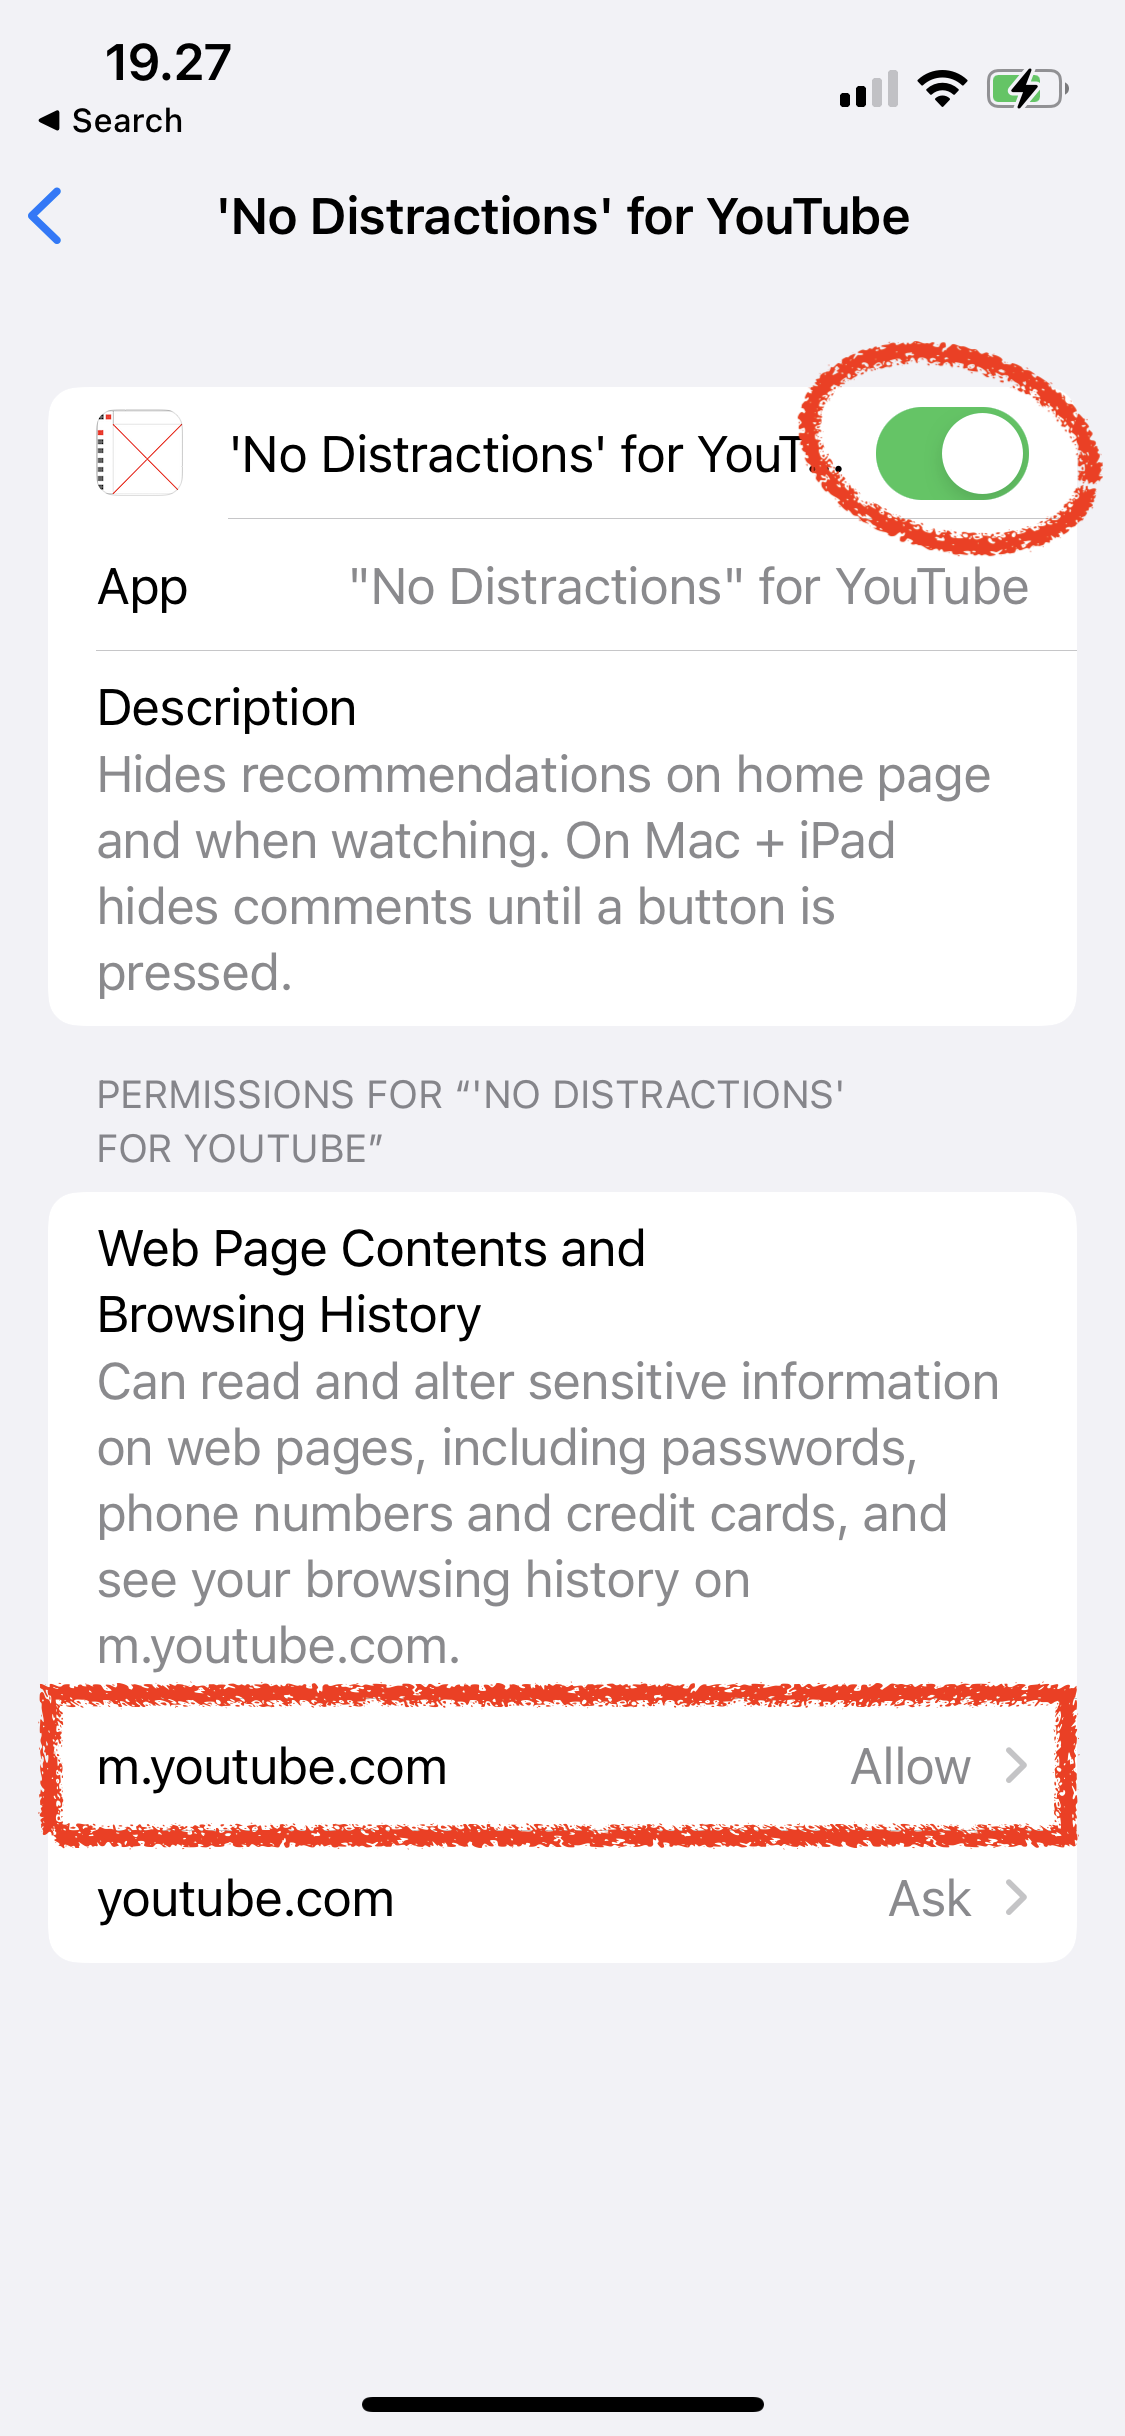 19.27
Search
'No Distractions' for YouTube
'No Distractions' for YouT...
App
"No Distractions" for YouTube
Description
Hides recommendations on home page
and when watching. On Mac + iPad
hides comments until a button is
pressed.
PERMISSIONS FOR “'NO DISTRACTIONS'
FOR YOUTUBE”
Web Page Contents and
Browsing History
Can read and alter sensitive information
on web pages, including passwords,
phone numbers and credit cards, and
see your browsing history on
m.youtube.com.
m.youtube.com Allow
youtube.com Ask